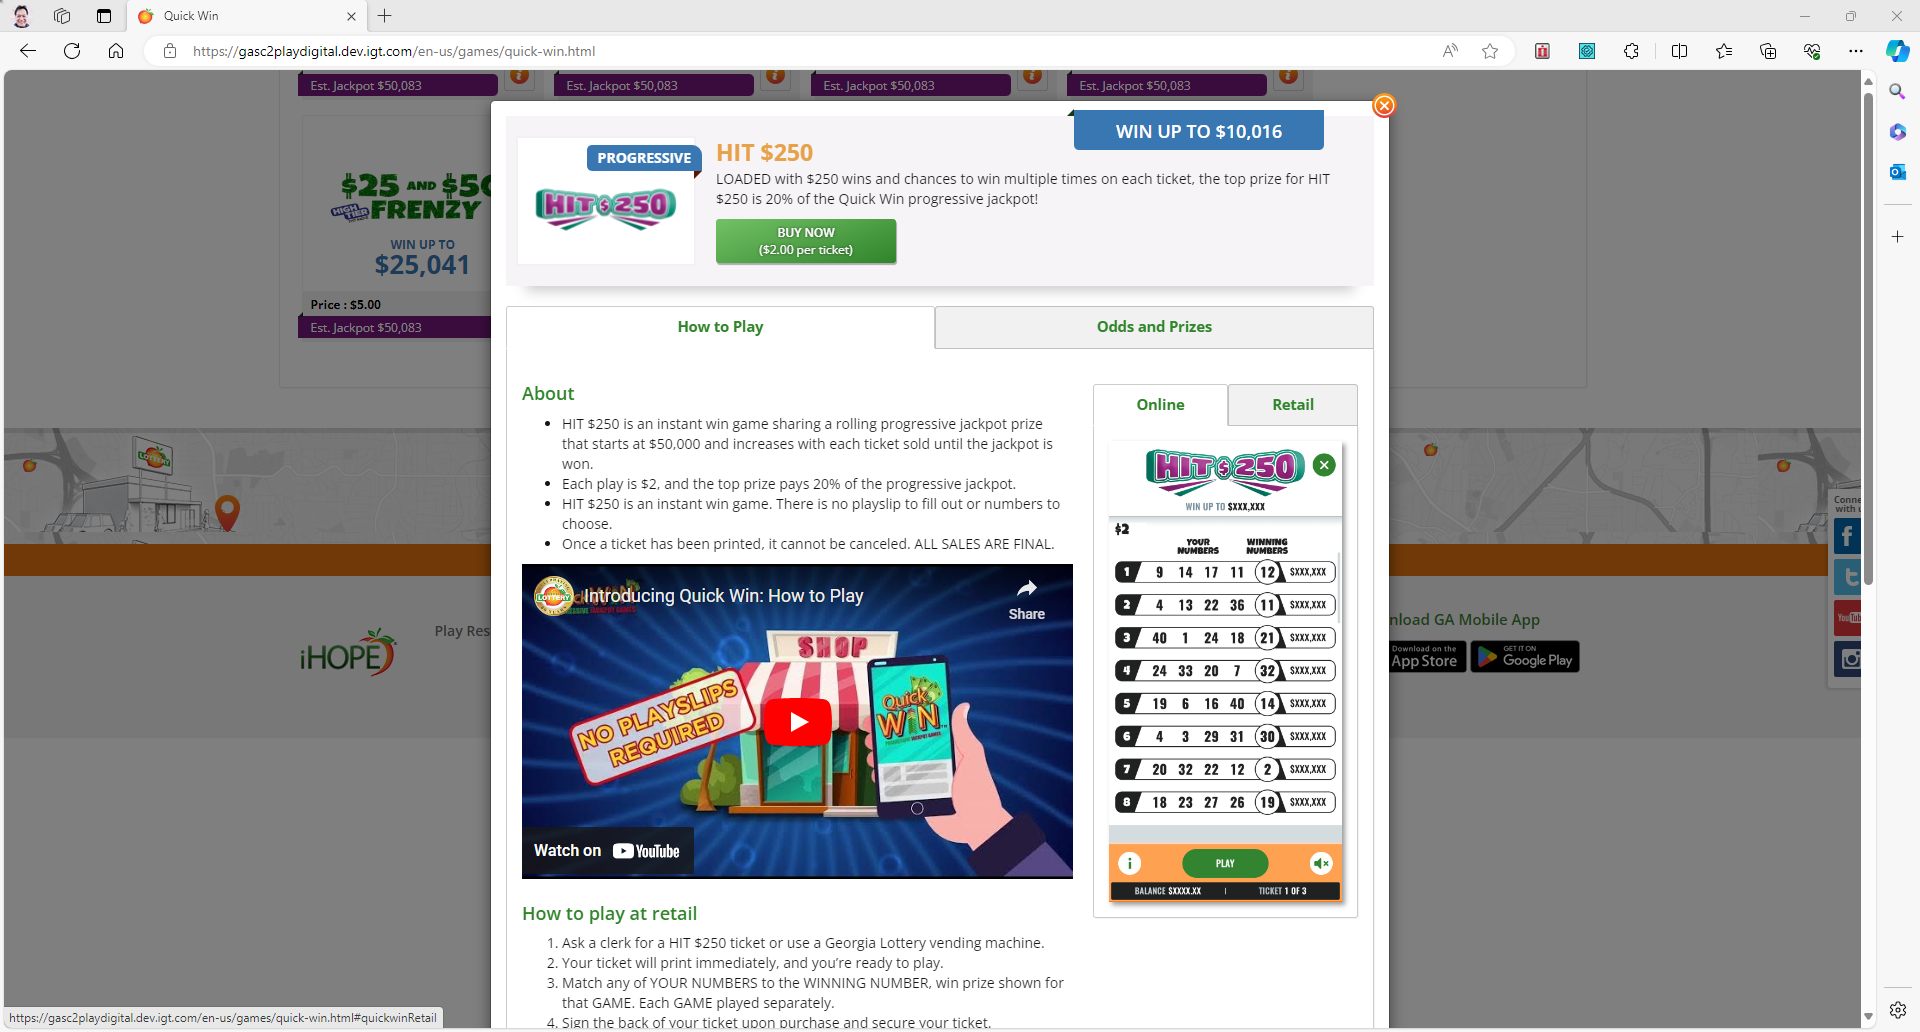 Quick Win
https://gasc2playdigital.dev.igt.com/en-us/games/quick-win.html
Est. Jackpot $50,083
Est. Jackpot $50,083
Est. Jackpot $50,083
Est. Jackpot $50,083
$25 AND $50
HIGH TIER
FRENZY
WIN UP TO
$25,041
Price : $5.00
Est. Jackpot $50,083
PROGRESSIVE
HIT $250
WIN UP TO $10,016
HIT $250
LOADED with $250 wins and chances to win multiple times on each ticket, the top prize for HIT
$250 is 20% of the Quick Win progressive jackpot!
BUY NOW
($2.00 per ticket)
How to Play
Odds and Prizes
About
HIT $250 is an instant win game sharing a rolling progressive jackpot prize
that starts at $50,000 and increases with each ticket sold until the jackpot is
won.
Each play is $2, and the top prize pays 20% of the progressive jackpot.
HIT $250 is an instant win game. There is no playslip to fill out or numbers to
choose.
Once a ticket has been printed, it cannot be canceled. ALL SALES ARE FINAL.
LOTTERY
Introducing Quick Win: How to Play
Share
SHOP
NO PLAYSLIPS
REQUIRED
Quick
WIN
Watch on YouTube
How to play at retail
1. Ask a clerk for a HIT $250 ticket or use a Georgia Lottery vending machine.
2. Your ticket will print immediately, and you're ready to play.
3. Match any of YOUR NUMBERS to the WINNING NUMBER, win prize shown for
that GAME. Each GAME played separately.
4. Sign the back of your ticket upon purchase and secure your ticket.
Online
Retail
HIT $250
WIN UP TO $XXX,XXX
$2
YOUR NUMBERS
WINNING NUMBERS
1 9 14 17 11 12 $XXX,XXX
2 4 13 22 36 11 $XXX,XXX
3 40 1 24 18 21 $XXX,XXX
4 24 33 20 7 32 $XXX,XXX
5 19 6 16 40 14 $XXX,XXX
6 4 3 29 31 30 $XXX,XXX
7 20 32 22 12 2 $XXX,XXX
8 18 23 27 26 19 $XXX,XXX
PLAY
BALANCE $XXXX.XX | TICKET 1 OF 3
LOTTERY
iHOPE
Play Res
nload GA Mobile App
Download on the
App Store
GET IT ON
Google Play
Conne
with u
YouTub
https://gasc2playdigital.dev.igt.com/en-us/games/quick-win.html#quickwinRetail